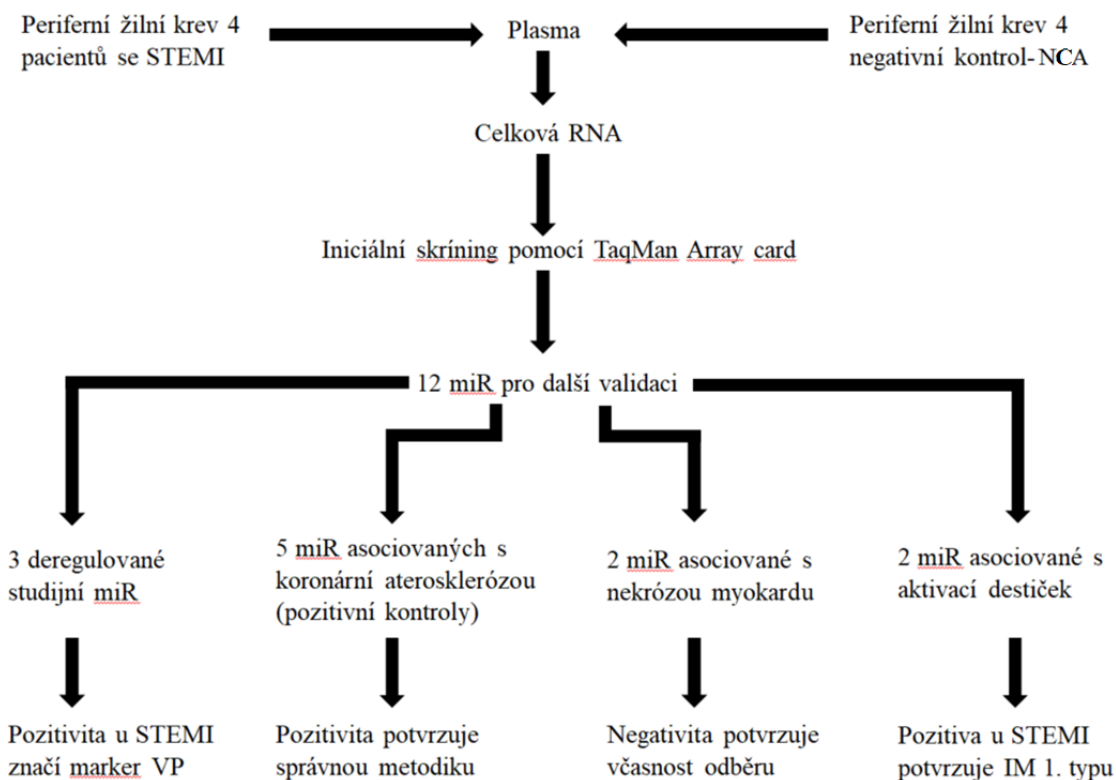 Periferní žilní krev 4
pacientů se STEMI
Plasma
Periferní žilní krev 4
negativní kontrol-NCA
Celková RNA
Iniciální skríning pomocí TaqMan Array card
12 miR pro další validaci
3 deregulované
studijní miR
5 miR asociovaných s
koronární aterosklerózou
(pozitivní kontroly)
2 miR asociované s
nekrózou myokardu
2 miR asociované s
aktivací destiček
Pozitivita u STEMI
značí marker VP
Pozitivita potvrzuje
správnou metodiku
Negativita potvrzuje
včasnost odběru
Pozitiva u STEMI
potvrzuje IM 1. typu